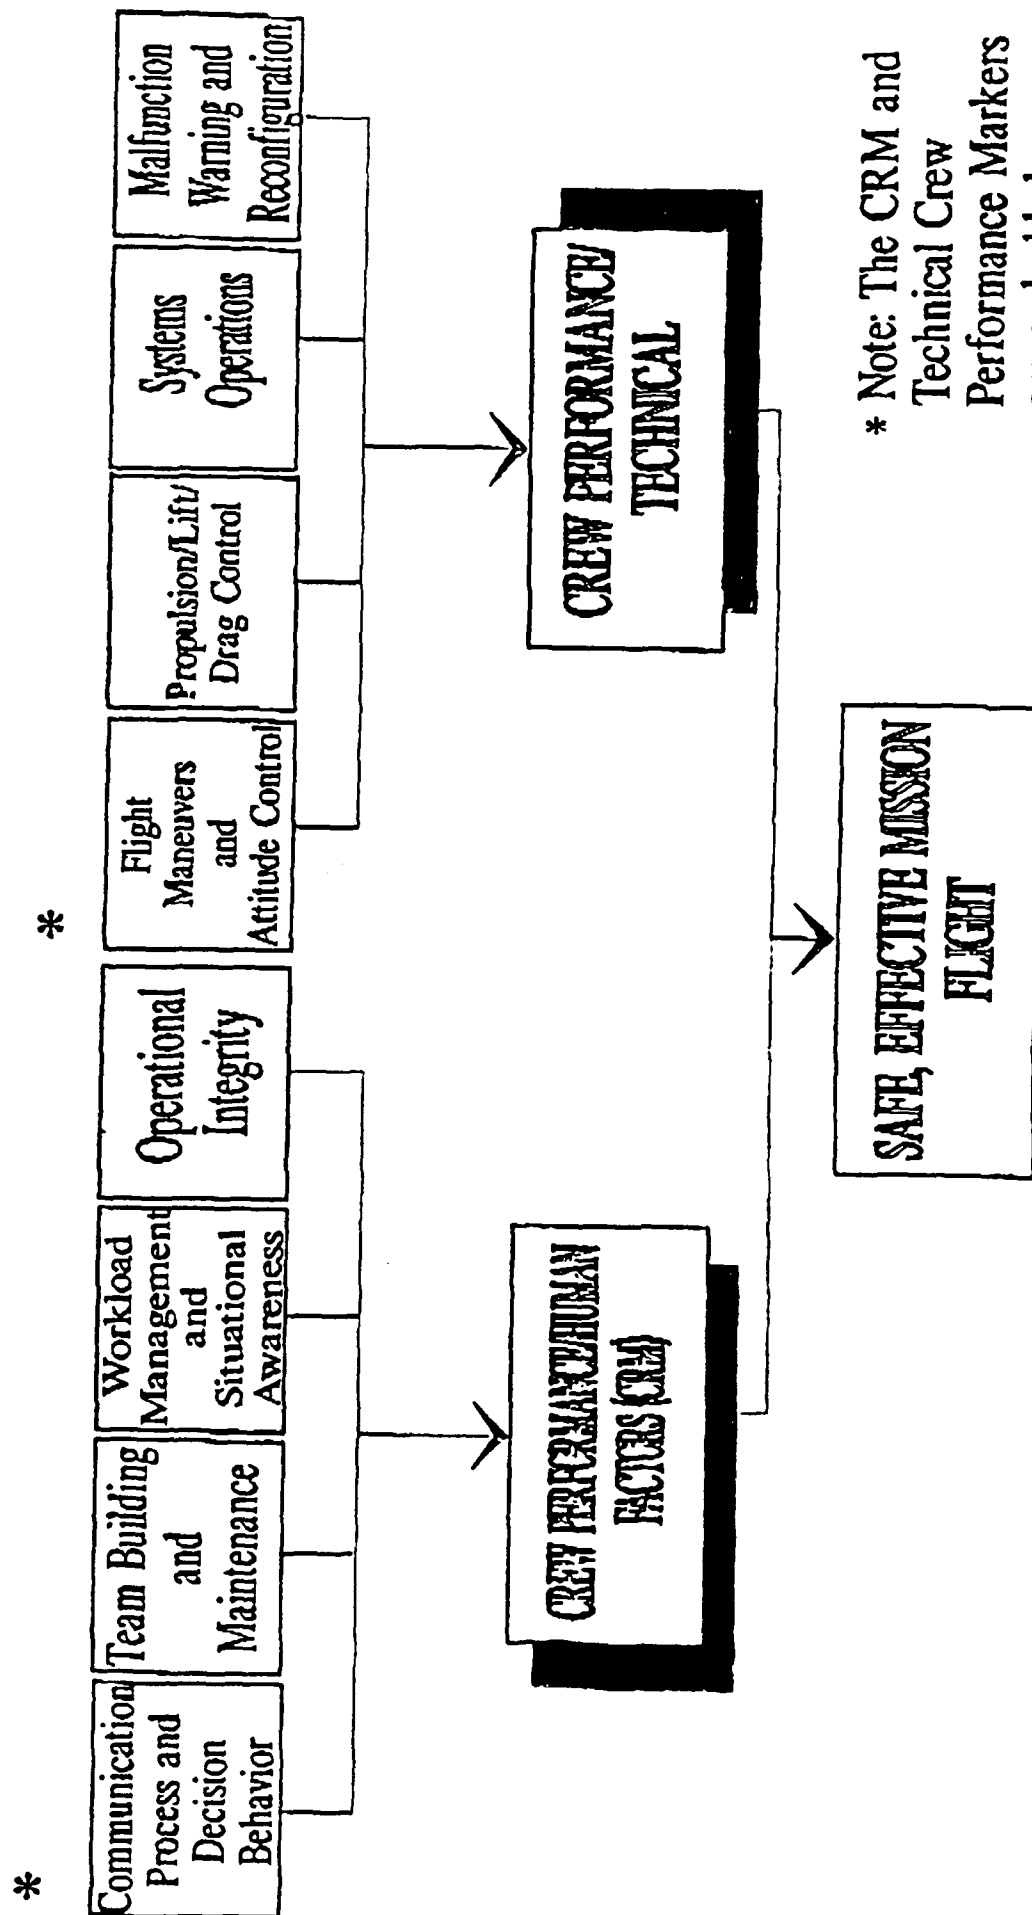 *
Communication
Process and
Decision
Behavior
Team Building
and
Maintenance
Workload
Management
and
Situational
Awareness
Operational
Integrity
*
Flight
Maneuvers
and
Attitude Control
Propulsion/Lift/
Drag Control
Systems
Operations
Malfunction
Warning and
Reconfiguration
CREW PERFORMANCE/HUMAN
FACTORS (CRM)
CREW PERFORMANCE/
TECHNICAL
SAFE, EFFECTIVE MISSION
FLIGHT
* Note: The CRM and
Technical Crew
Performance Markers